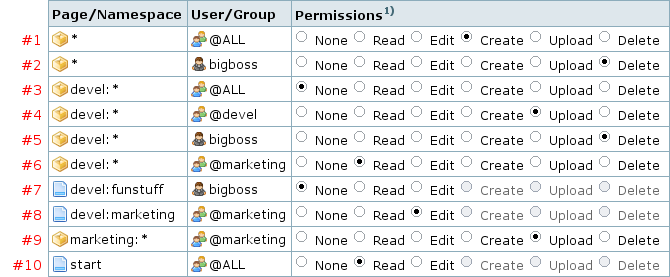 Page/Namespace User/Group Permissions1)
#1 * @ALL None Read Edit Create Upload Delete
#2 * bigboss None Read Edit Create Upload Delete
#3 devel:* @ALL None Read Edit Create Upload Delete
#4 devel:* @devel None Read Edit Create Upload Delete
#5 devel:* bigboss None Read Edit Create Upload Delete
#6 devel:* @marketing None Read Edit Create Upload Delete
#7 devel:funstuff bigboss None Read Edit Create Upload Delete
#8 devel:marketing @marketing None Read Edit Create Upload Delete
#9 marketing:* @marketing None Read Edit Create Upload Delete
#10 start @ALL None Read Edit Create Upload Delete